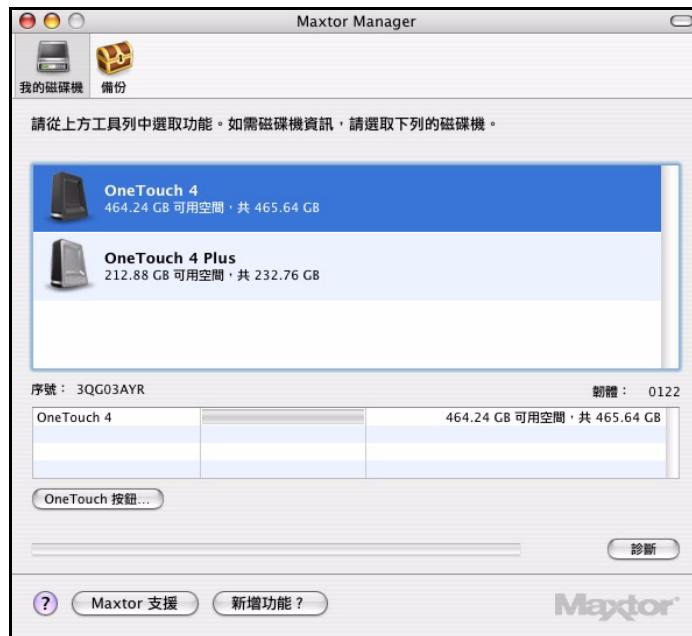 Maxtor Manager
我的磁碟機
備份
請從上方工具列中選取功能。如需磁碟機資訊，請選取下列的磁碟機。
OneTouch 4
464.24 GB 可用空間，共 465.64 GB
OneTouch 4 Plus
212.88 GB 可用空間，共 232.76 GB
序號： 3QG03AYR
韌體： 0122
OneTouch 4 464.24 GB 可用空間，共 465.64 GB
OneTouch 按鈕...
診斷
? Maxtor 支援 新增功能？ Maxtor